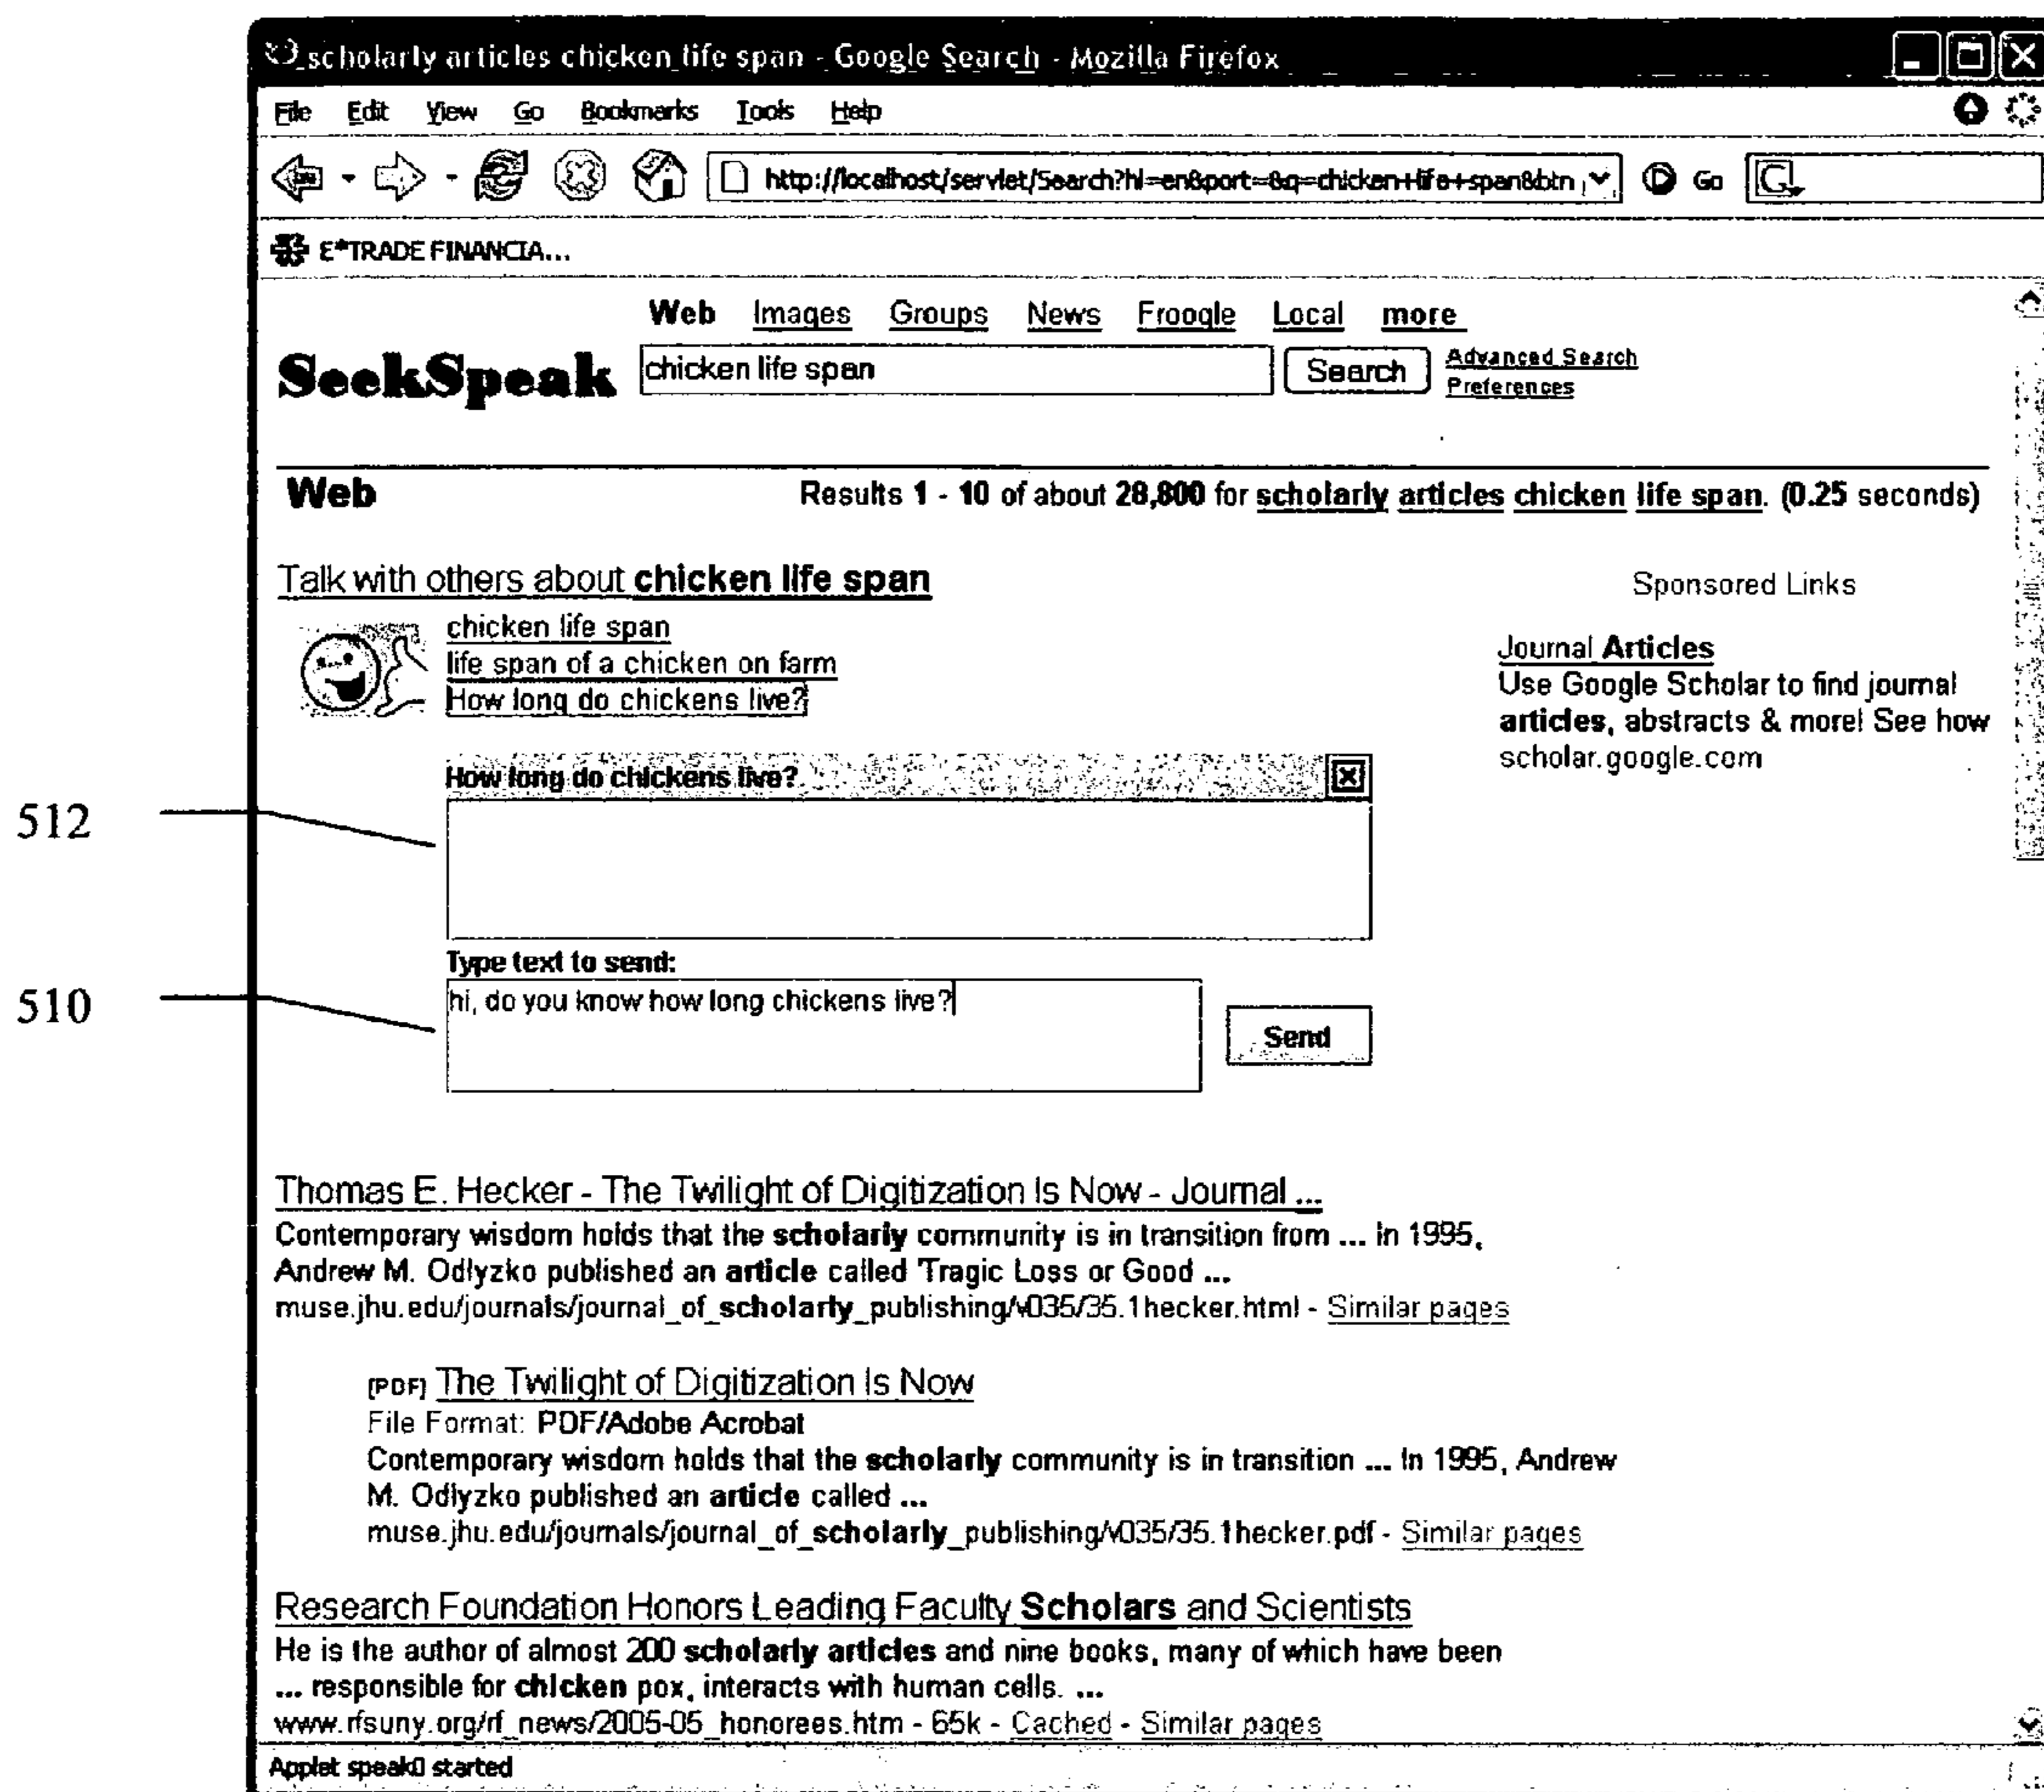 scholarly articles chicken life span - Google Search - Mozilla Firefox
File Edit View Go Bookmarks Tools Help
http://localhost/servlet/Search?hl=en&port=&q=chicken+life+span&btn Go G
E*TRADE FINANCIA...
Web Images Groups News Froogle Local more
SeekSpeak chicken life span Search Advanced Search
Preferences
Web Results 1 - 10 of about 28,800 for scholarly articles chicken life span. (0.25 seconds)
Talk with others about chicken life span
chicken life span
life span of a chicken on farm
How long do chickens live?
Sponsored Links
Journal Articles
Use Google Scholar to find journal
articles, abstracts & more! See how
scholar.google.com
How long do chickens live?
512
Type text to send:
510
hi, do you know how long chickens live?
Send
Thomas E. Hecker - The Twilight of Digitization Is Now - Journal ...
Contemporary wisdom holds that the scholarly community is in transition from ... In 1995,
Andrew M. Odlyzko published an article called 'Tragic Loss or Good ...
muse.jhu.edu/journals/journal_of_scholarly_publishing/v035/35.1hecker.html - Similar pages
[PDF] The Twilight of Digitization Is Now
File Format: PDF/Adobe Acrobat
Contemporary wisdom holds that the scholarly community is in transition ... In 1995, Andrew
M. Odlyzko published an article called ...
muse.jhu.edu/journals/journal_of_scholarly_publishing/v035/35.1hecker.pdf - Similar pages
Research Foundation Honors Leading Faculty Scholars and Scientists
He is the author of almost 200 scholarly articles and nine books, many of which have been
... responsible for chicken pox, interacts with human cells. ...
www.rfsuny.org/rf_news/2005-05_honorees.htm - 65k - Cached - Similar pages
Applet speak0 started